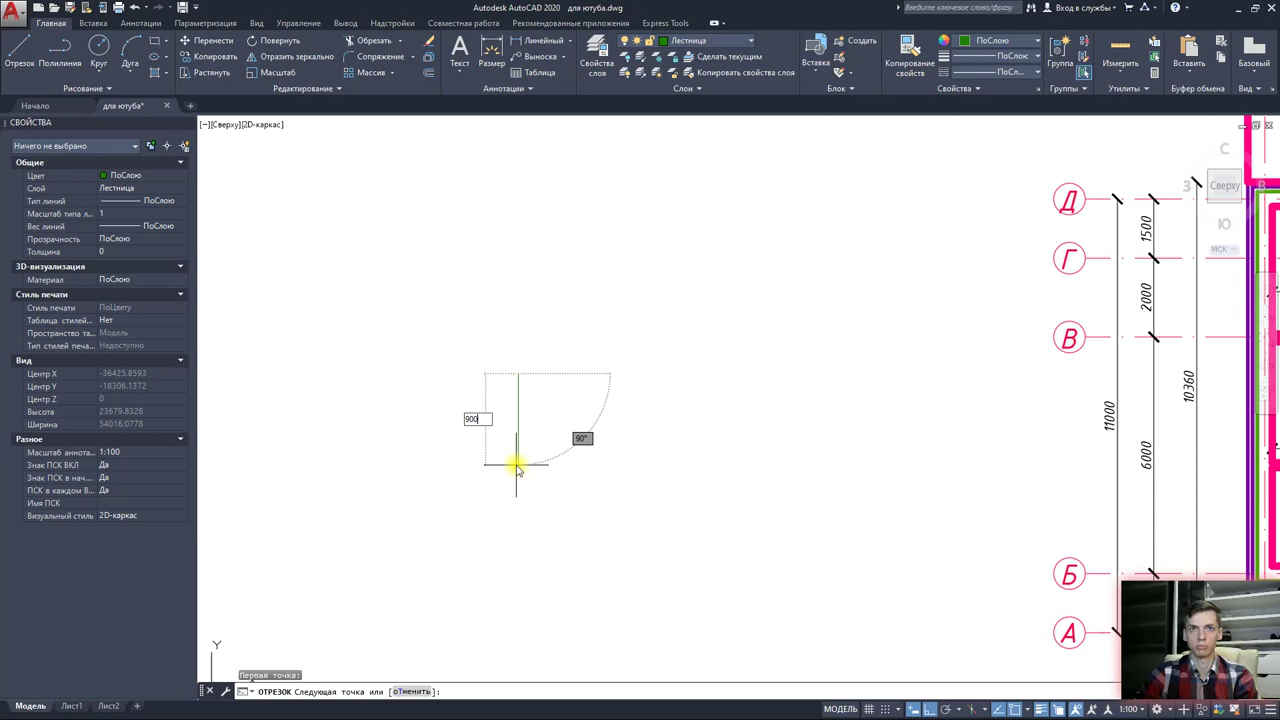 Autodesk AutoCAD 2020 для ютуба.dwg
Введите ключевое слово/фразу
Вход в службы
Главная Вставка Аннотации Параметризация Вид Управление Вывод Надстройки Совместная работа Рекомендованные приложения Express Tools
Отрезок Полилиния Круг Дуга
Перенести Повернуть Обрезать
Копировать Отразить зеркально Сопряжение
Растянуть Масштаб Массив
Текст Размер
Линейный
Выноска
Таблица
Свойства слоя
Лестница
Сделать текущим
Копировать свойства слоя
Вставка
Создать
Редактировать
Копирование свойств
ПоСлою
ПоСлою
ПоСл...
Группа
Измерить
Вставить
Базовый
Рисование Редактирование Аннотации Слои Блок Свойства Группы Утилиты Буфер обмена Вид
Начало для ютуба*
СВОЙСТВА
Ничего не выбрано
Общие
Цвет ПоСлою
Слой Лестница
Тип линий ПоСлою
Масштаб типа л... 1
Вес линий ПоСлою
Прозрачность ПоСлою
Толщина 0
3D-визуализация
Материал ПоСлою
Стиль печати
Стиль печати ПоЦвету
Таблица стилей... Нет
Пространство та... Модель
Тип стилей печа... Недоступно
Вид
Центр X -36425.8593
Центр Y -18306.1372
Центр Z 0
Высота 23679.8328
Ширина 54016.0778
Разное
Масштаб аннота... 1:100
Знак ПСК ВКЛ Да
Знак ПСК в нач.... Да
ПСК в каждом В... Да
Имя ПСК
Визуальный стиль 2D-каркас
[−][Сверху][2D-каркас]
С
З Сверху В
Ю
МСК
Д
Г
В
Б
А
1500
2000
6000
11000
10360
900
90°
Y
Первая точка:
ОТРЕЗОК Следующая точка или [оТменить]:
Модель Лист1 Лист2
МОДЕЛЬ 1:100